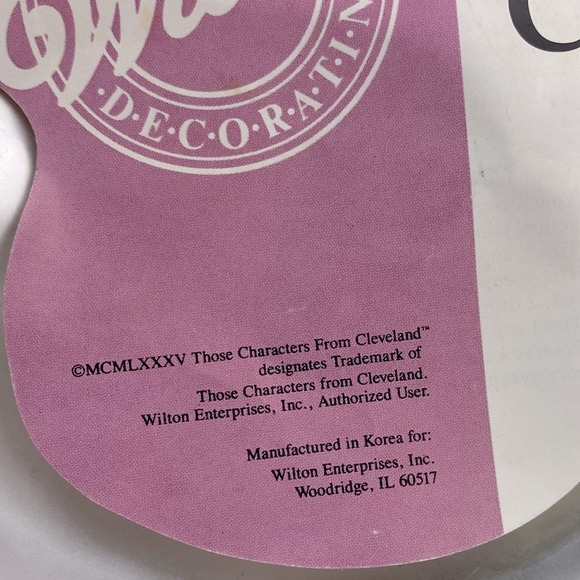 ·D·E·C·O·R·A·T·I
©MCMLXXXV Those Characters From Cleveland™
designates Trademark of
Those Characters from Cleveland.
Wilton Enterprises, Inc., Authorized User.
Manufactured in Korea for:
Wilton Enterprises, Inc.
Woodridge, IL 60517